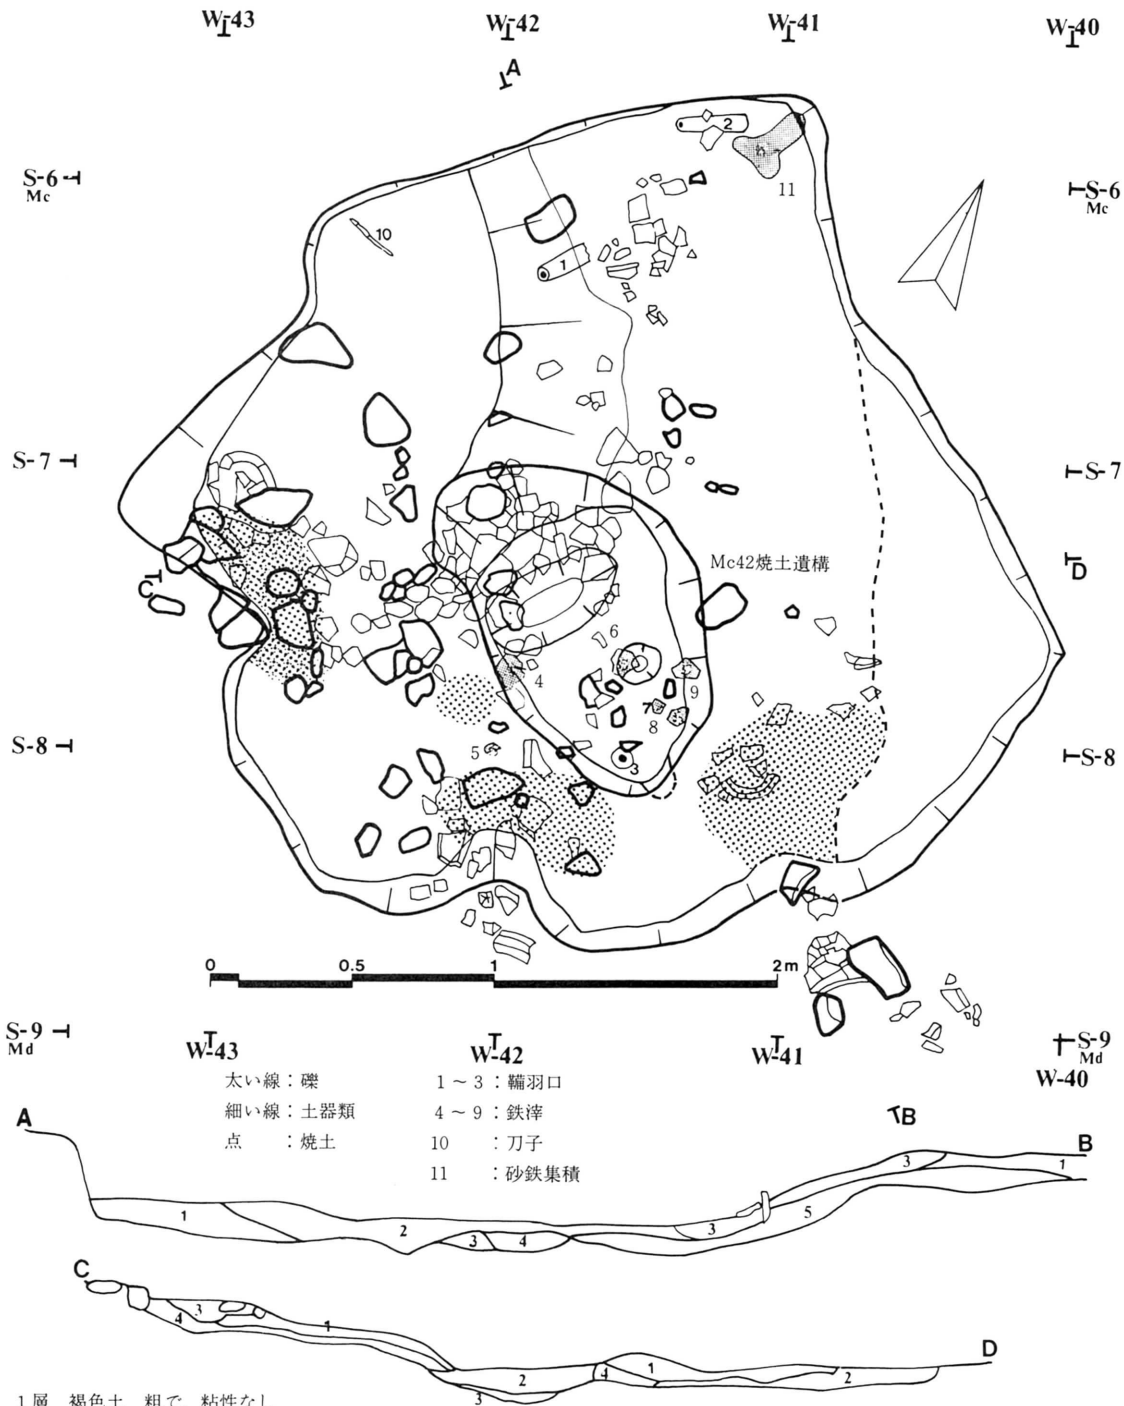 W-43 W-42 W-41 W-40
A
2
S-6 Mc
11
S-6 Mc
10
1
S-7
S-7
Mc42焼土遺構
D
C
6
4
9
7
8
5
S-8
3
S-8
0 0.5 1 2m
S-9 Md
S-9 Md
W-43 W-42 W-41 W-40
太い線：礫
細い線：土器類
点　　：焼土
1～3：鞴羽口
4～9：鉄滓
10　：刀子
11　：砂鉄集積
B
A B
1 2 3 4 3 5 3 1
C D
4 3 1 2 3 4 1 2
1層 褐色土 粗で 粘性なし